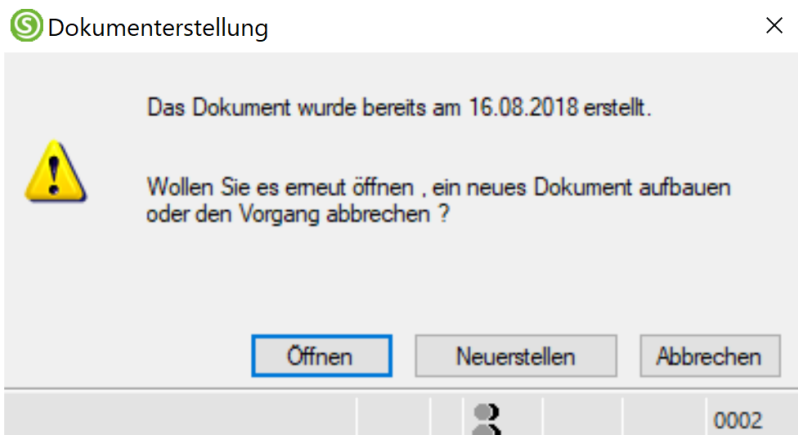 S Dokumenterstellung
Das Dokument wurde bereits am 16.08.2018 erstellt.
Wollen Sie es erneut öffnen , ein neues Dokument aufbauen
oder den Vorgang abbrechen ?
Öffnen Neuerstellen Abbrechen
0002